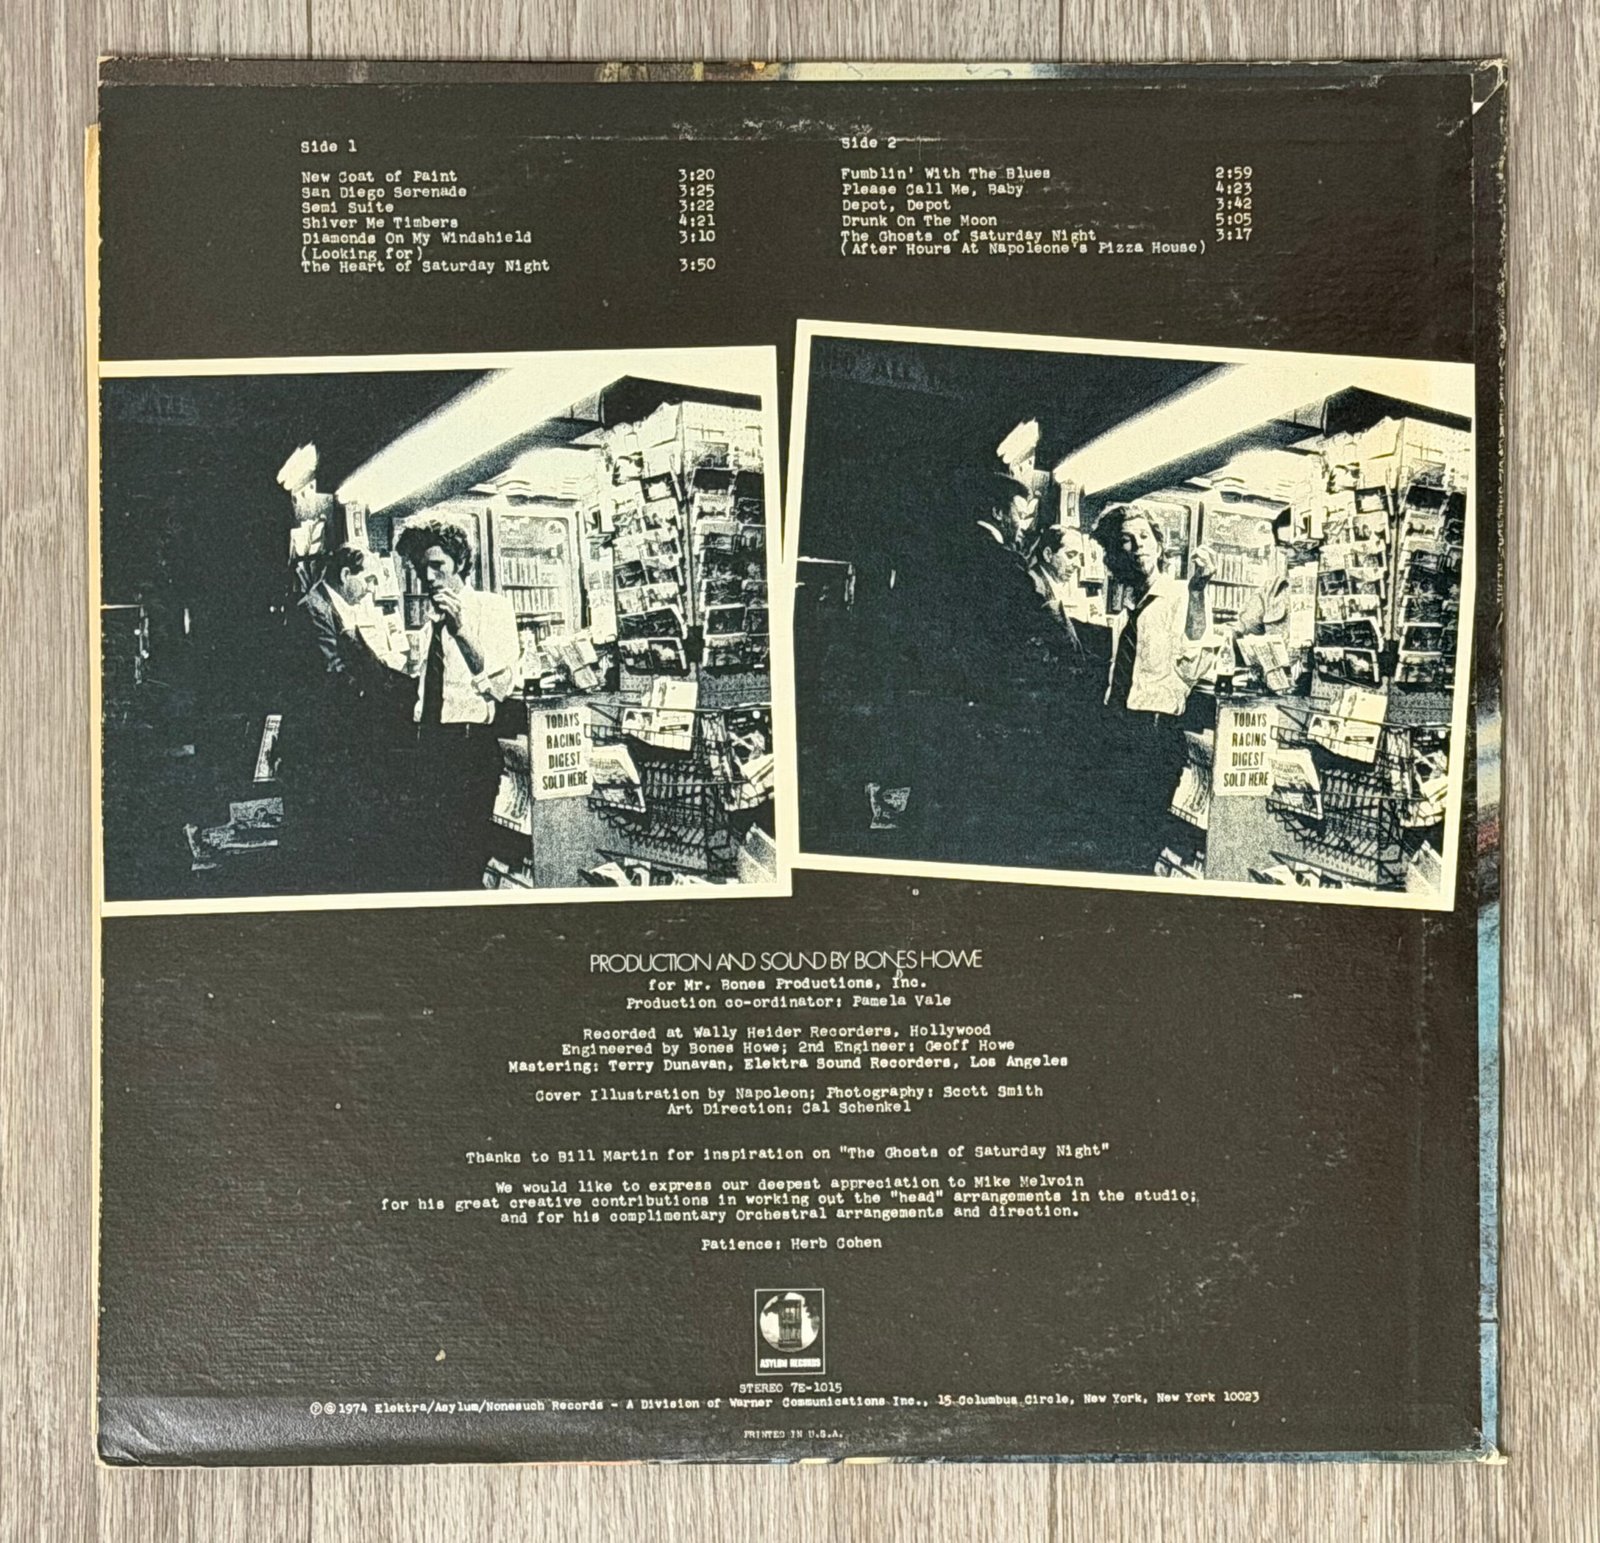 Side 1
New Coat of Paint 3:20
San Diego Serenade 3:25
Semi Suite 3:22
Shiver Me Timbers 4:21
Diamonds On My Windshield 3:10
(Looking for)
The Heart of Saturday Night 3:50
Side 2
Fumblin' With The Blues 2:59
Please Call Me, Baby 4:23
Depot, Depot 3:42
Drunk On The Moon 5:05
The Ghosts of Saturday Night 3:17
(After Hours At Napoleone's Pizza House)
TODAYS
RACING
DIGEST
SOLD HERE
TODAYS
RACING
DIGEST
SOLD HERE
PRODUCTION AND SOUND BY BONES HOWE
for Mr. Bones Productions, Inc.
Production co-ordinator: Pamela Vale
Recorded at Wally Heider Recorders, Hollywood
Engineered by Bones Howe; 2nd Engineer: Geoff Howe
Mastering: Terry Dunavan, Elektra Sound Recorders, Los Angeles
Cover Illustration by Napoleon; Photography: Scott Smith
Art Direction: Cal Schenkel
Thanks to Bill Martin for inspiration on "The Ghosts of Saturday Night"
We would like to express our deepest appreciation to Mike Melvoin
for his great creative contributions in working out the "head" arrangements in the studio;
and for his complimentary Orchestral arrangements and direction.
Patience: Herb Cohen
ASYLUM RECORDS
STEREO 7E-1015
℗©1974 Elektra/Asylum/Nonesuch Records - A Division of Warner Communications Inc., 15 Columbus Circle, New York, New York 10023
PRINTED IN U.S.A.